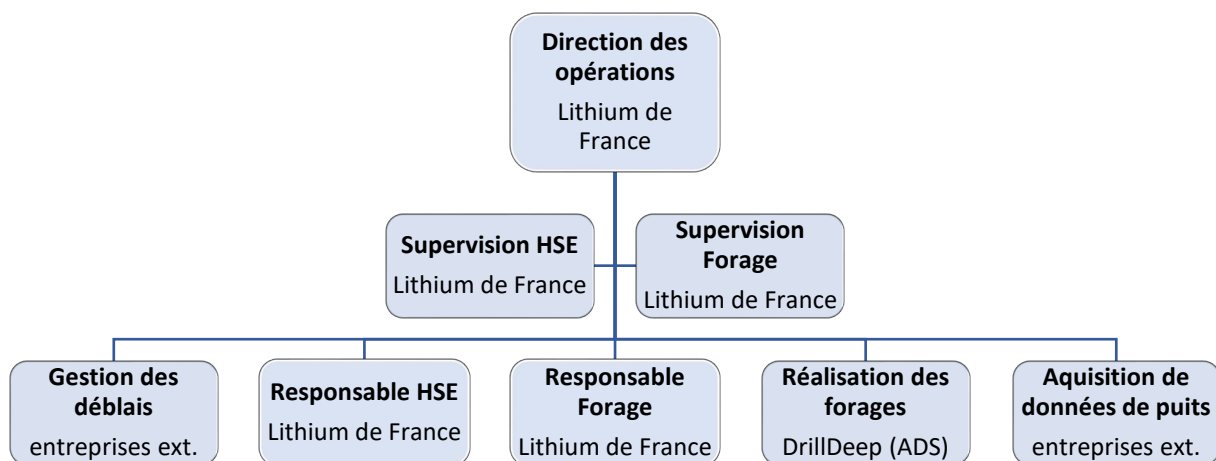 Direction des
opérations
Lithium de
France
Supervision HSE
Lithium de France
Supervision
Forage
Lithium de France
Gestion des
déblais
entreprises ext.
Responsable HSE
Lithium de France
Responsable
Forage
Lithium de France
Réalisation des
forages
DrillDeep (ADS)
Aquisition de
données de puits
entreprises ext.